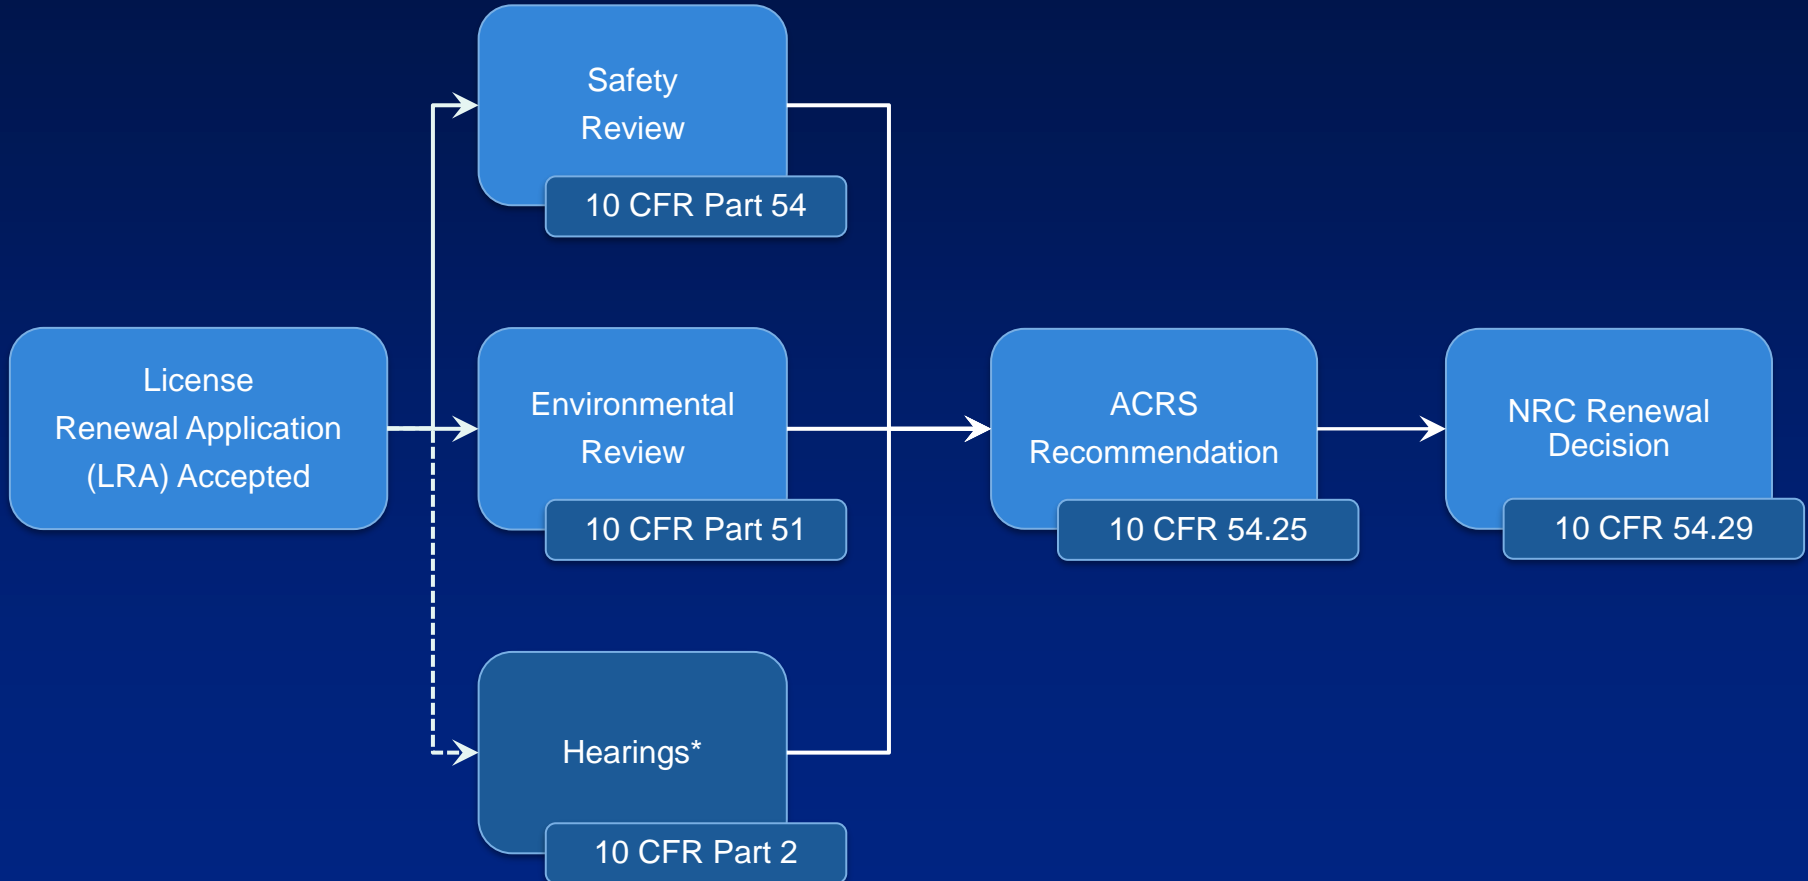 Safety
Review
10 CFR Part 54
License
Renewal Application
(LRA) Accepted
Environmental
Review
10 CFR Part 51
ACRS
Recommendation
10 CFR 54.25
NRC Renewal
Decision
10 CFR 54.29
Hearings*
10 CFR Part 2